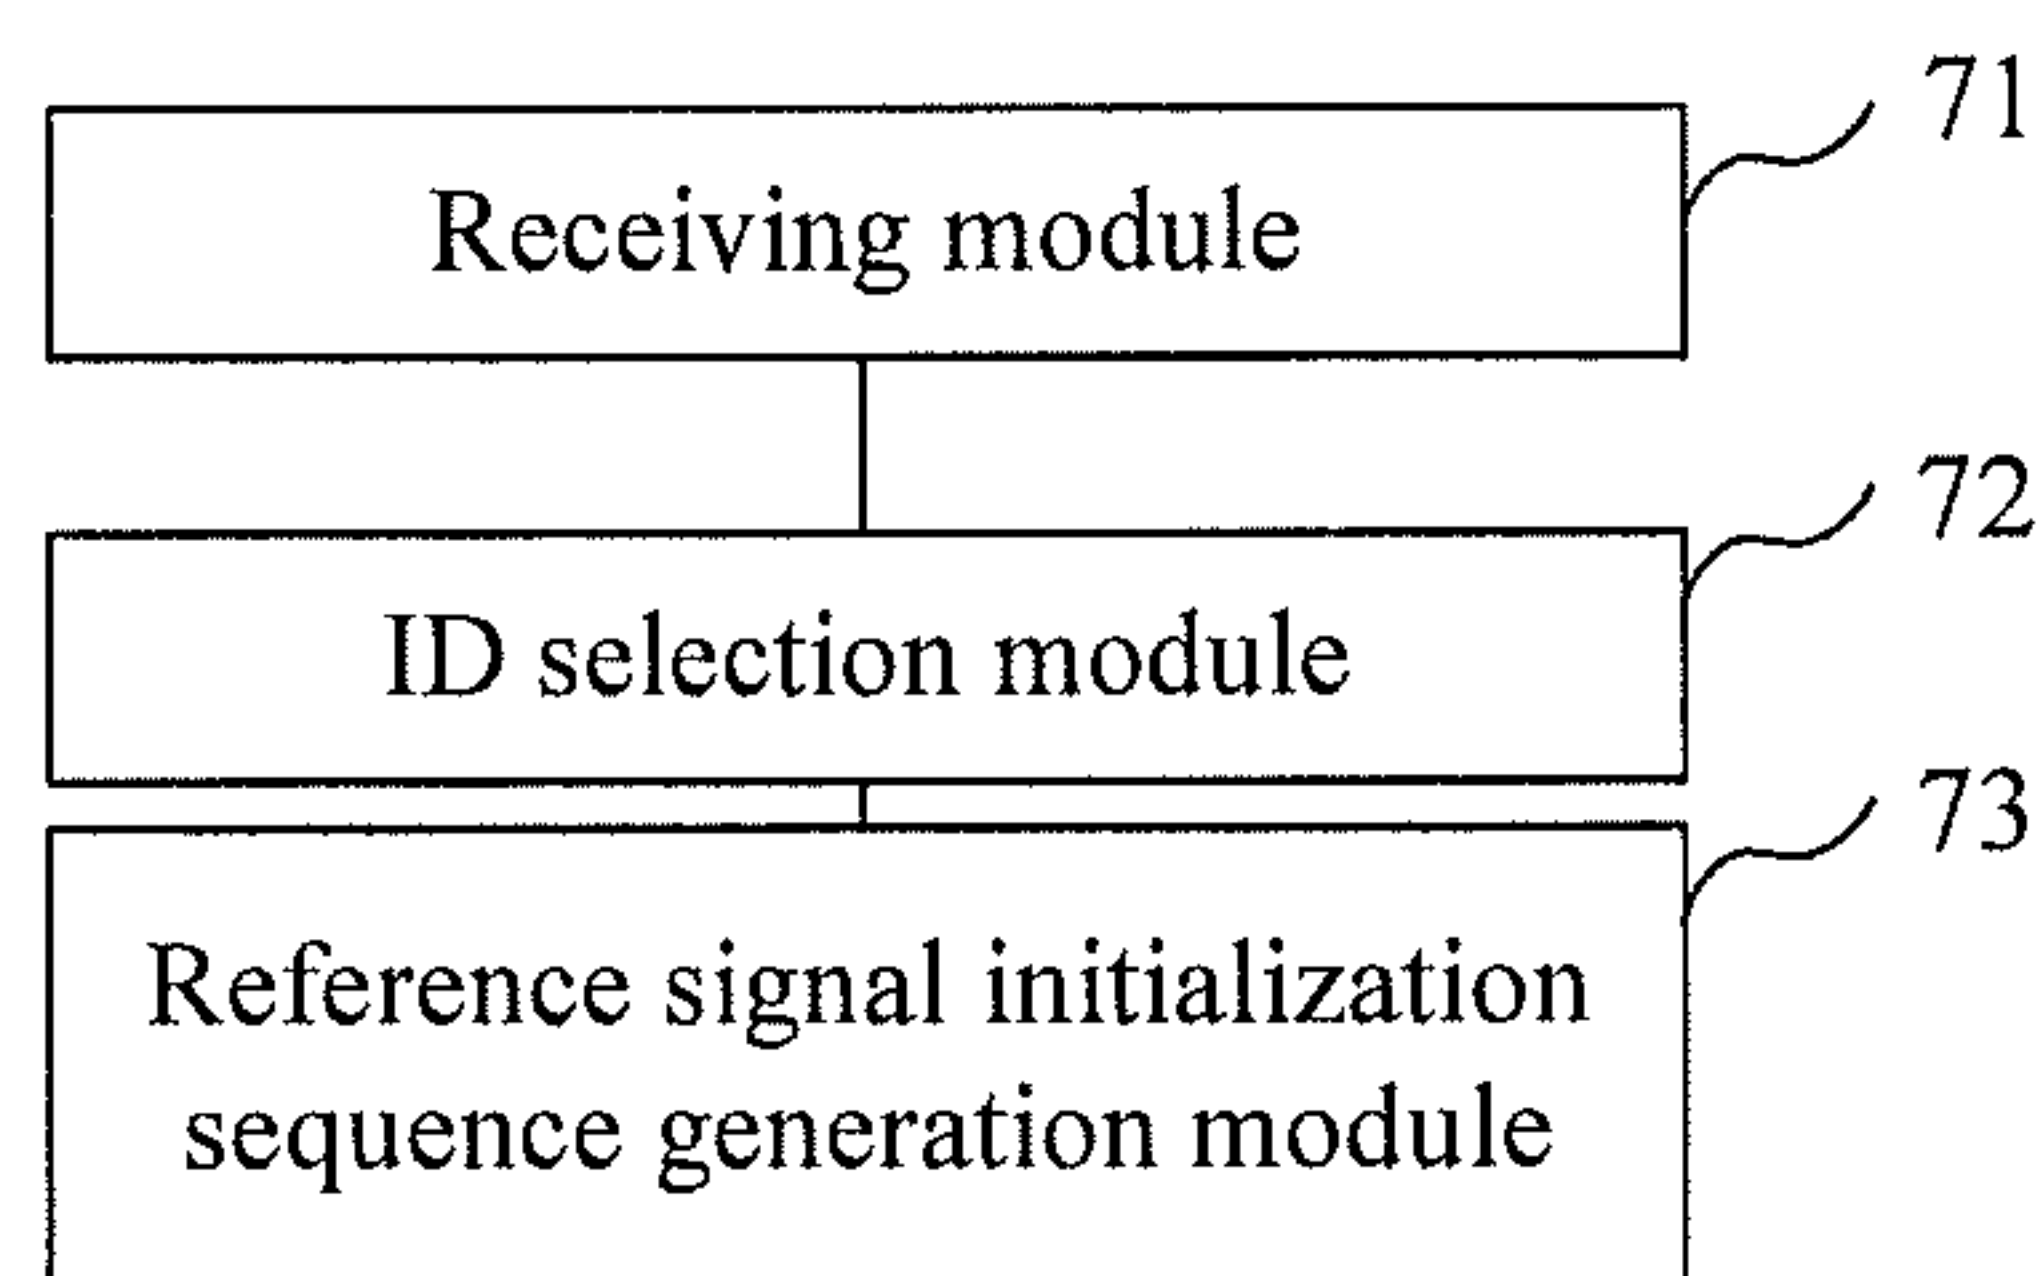 71
Receiving module
72
ID selection module
73
Reference signal initialization
sequence generation module